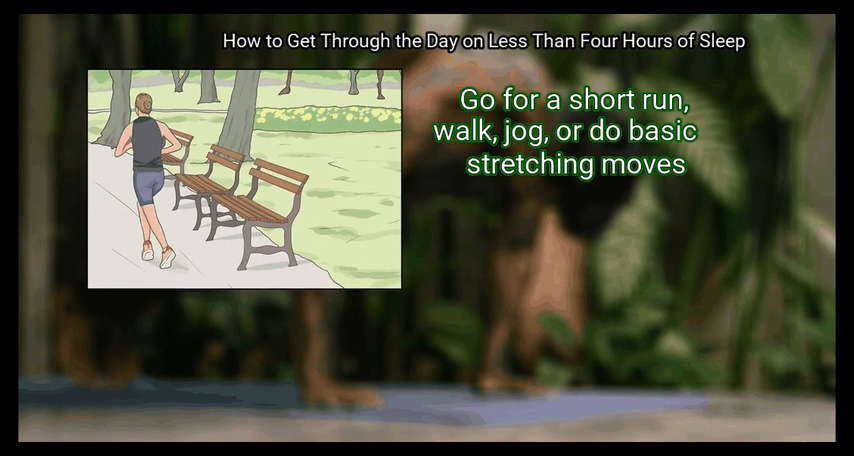 How to Get Through the Day on Less Than Four Hours of Sleep
Go for a short run,
walk, jog, or do basic
stretching moves